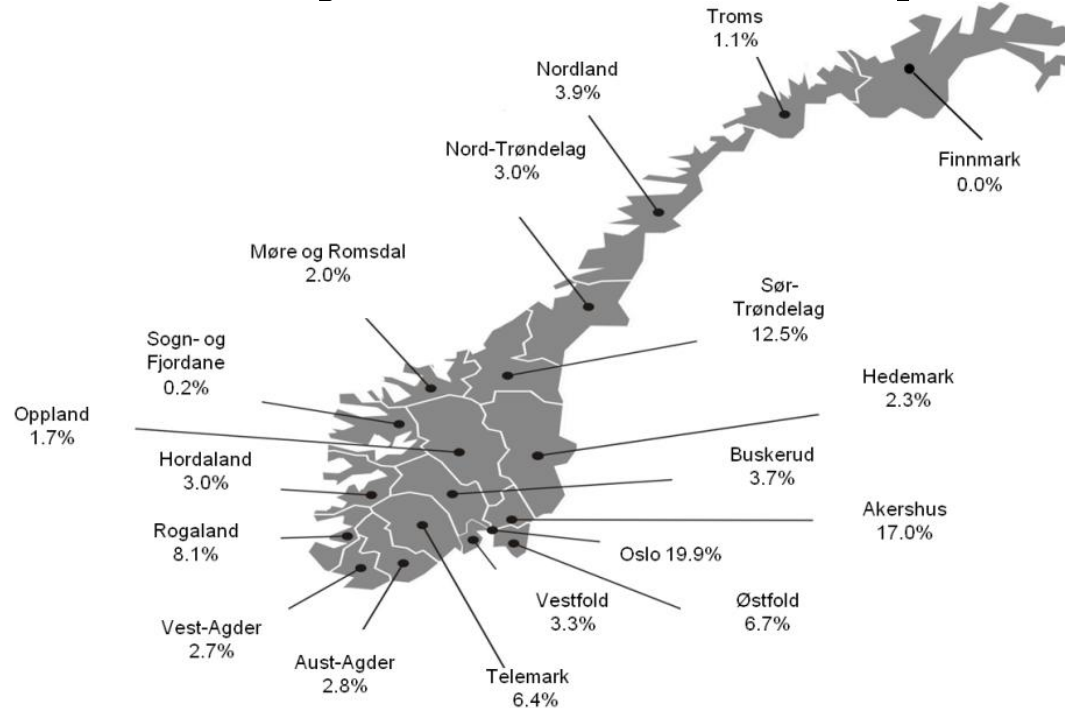 Troms
1.1%
Nordland
3.9%
Nord-Trøndelag
3.0%
Finnmark
0.0%
Møre og Romsdal
2.0%
Sør-
Trøndelag
12.5%
Sogn- og
Fjordane
0.2%
Hedemark
2.3%
Oppland
1.7%
Hordaland
3.0%
Buskerud
3.7%
Akershus
17.0%
Rogaland
8.1%
Oslo 19.9%
Vestfold
3.3%
Østfold
6.7%
Vest-Agder
2.7%
Aust-Agder
2.8%
Telemark
6.4%